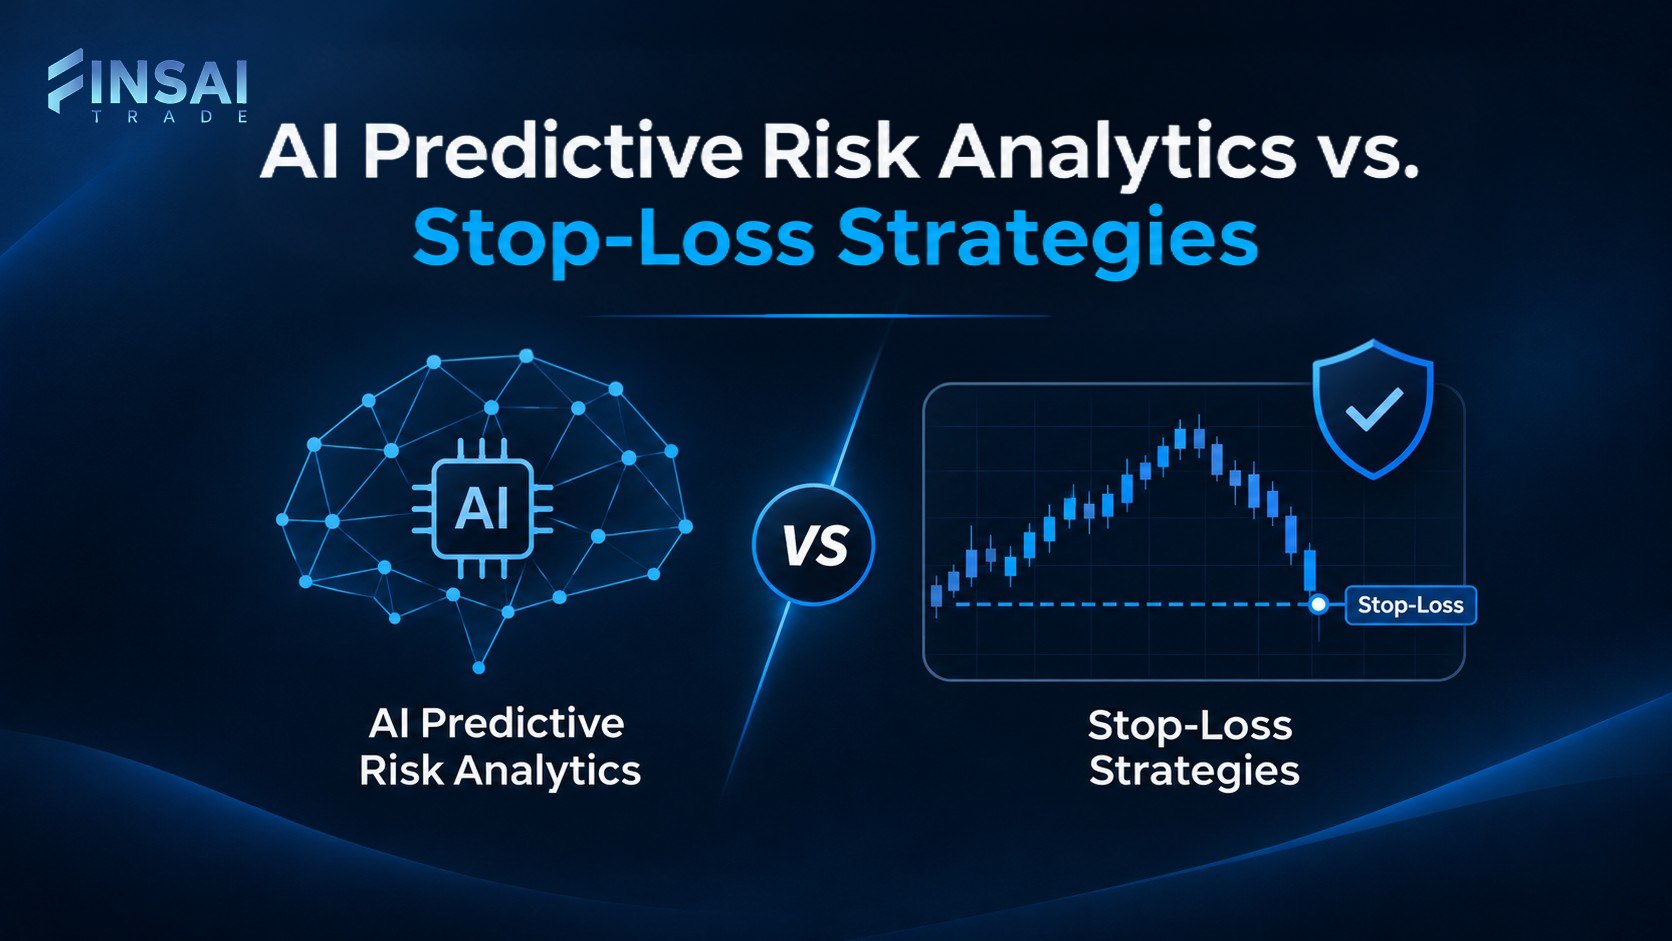 FINSAI
TRADE
AI Predictive Risk Analytics vs.
Stop-Loss Strategies
AI
VS
Stop-Loss
AI Predictive
Risk Analytics
Stop-Loss
Strategies